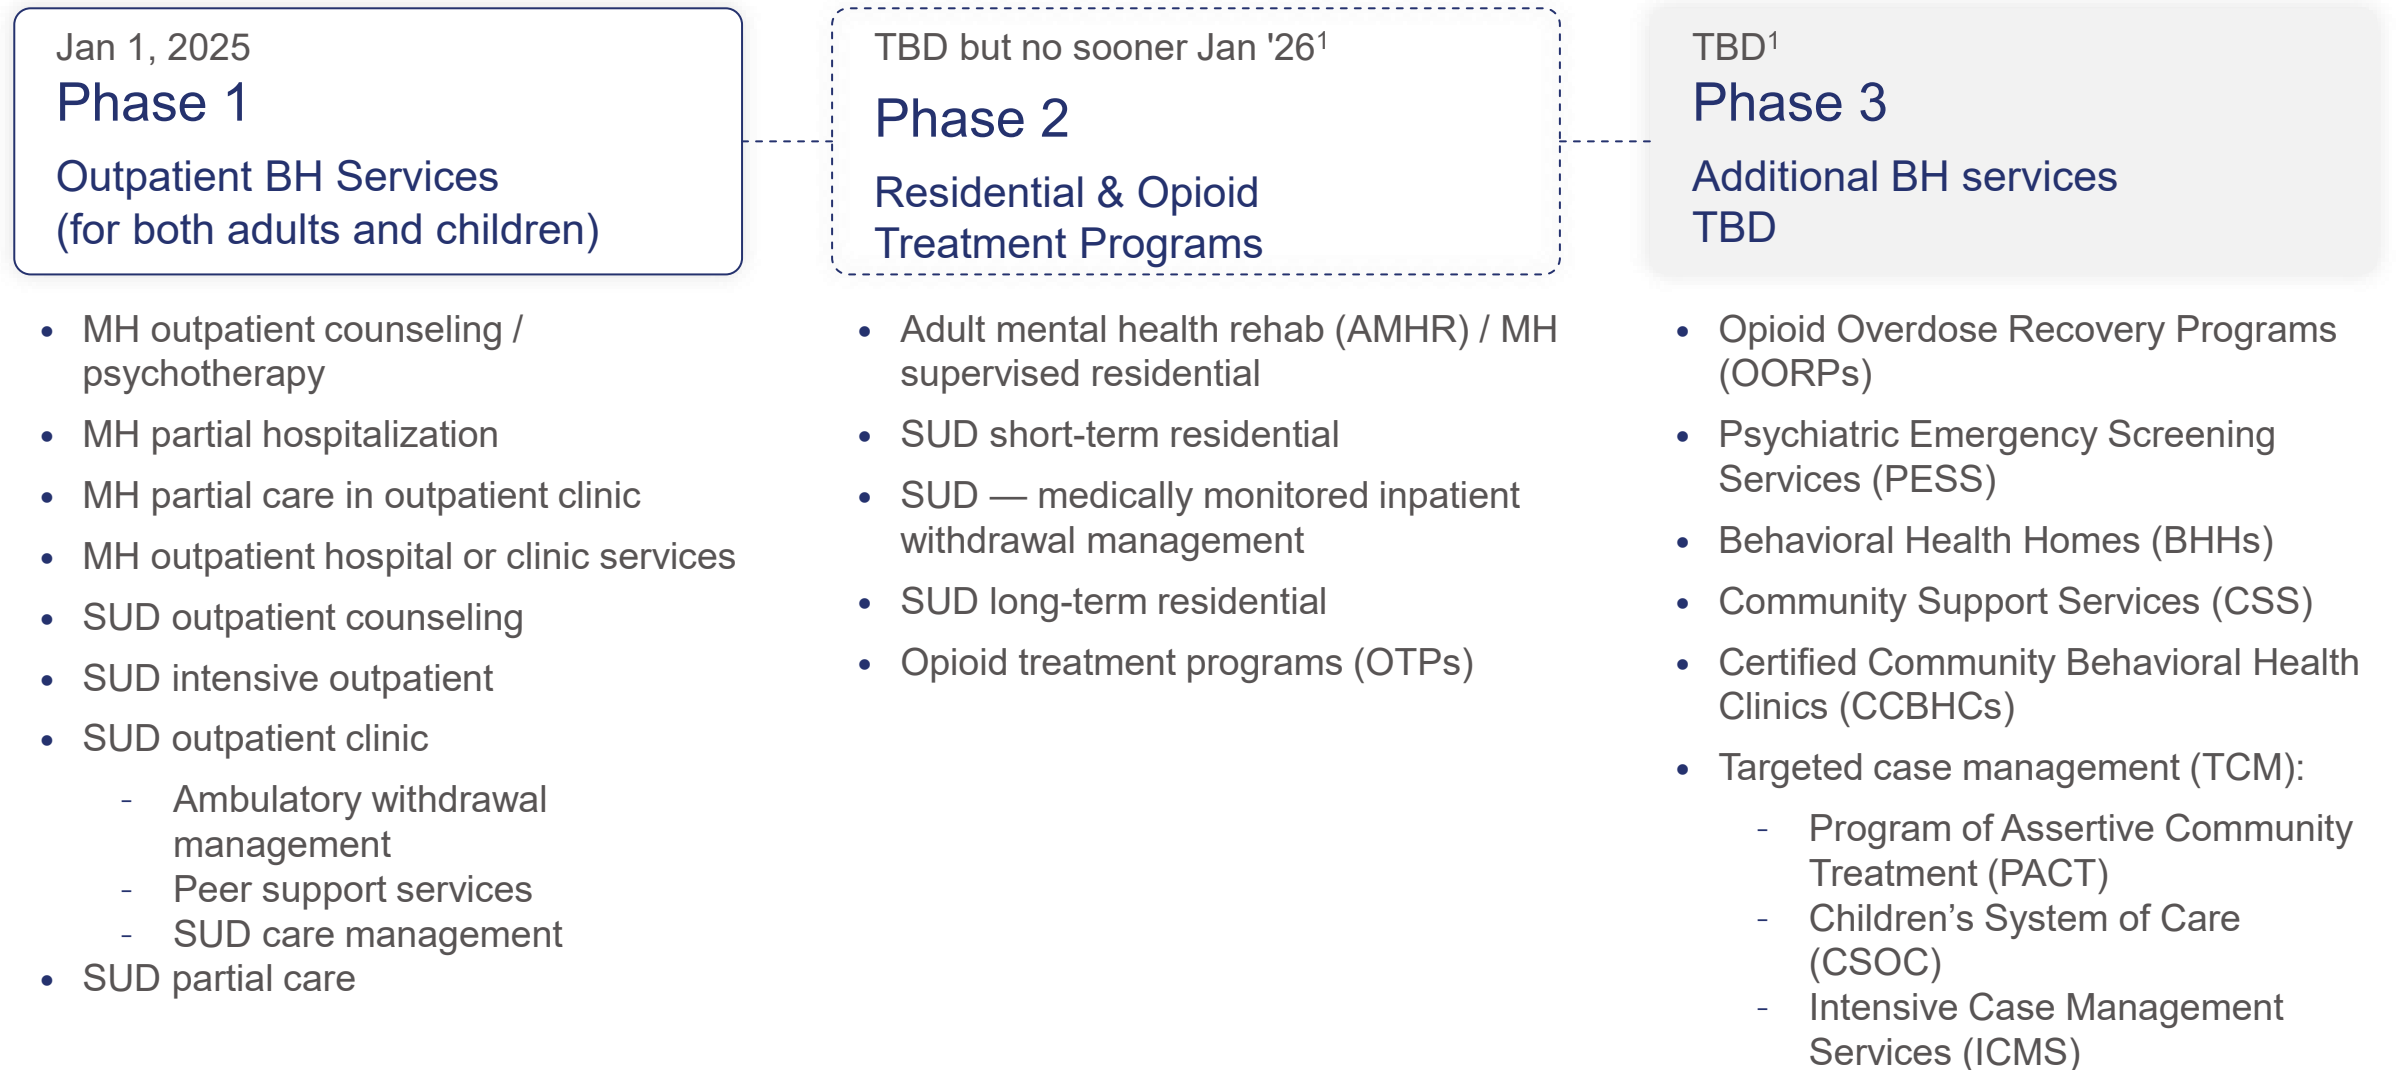 Jan 1, 2025
Phase 1
Outpatient BH Services
(for both adults and children)
• MH outpatient counseling /
psychotherapy
• MH partial hospitalization
• MH partial care in outpatient clinic
• MH outpatient hospital or clinic services
• SUD outpatient counseling
• SUD intensive outpatient
• SUD outpatient clinic
- Ambulatory withdrawal
management
- Peer support services
- SUD care management
• SUD partial care
TBD but no sooner Jan '26¹
Phase 2
Residential & Opioid
Treatment Programs
• Adult mental health rehab (AMHR) / MH
supervised residential
• SUD short-term residential
• SUD — medically monitored inpatient
withdrawal management
• SUD long-term residential
• Opioid treatment programs (OTPs)
TBD¹
Phase 3
Additional BH services
TBD
• Opioid Overdose Recovery Programs
(OORPs)
• Psychiatric Emergency Screening
Services (PESS)
• Behavioral Health Homes (BHHs)
• Community Support Services (CSS)
• Certified Community Behavioral Health
Clinics (CCBHCs)
• Targeted case management (TCM):
- Program of Assertive Community
Treatment (PACT)
- Children’s System of Care
(CSOC)
- Intensive Case Management
Services (ICMS)